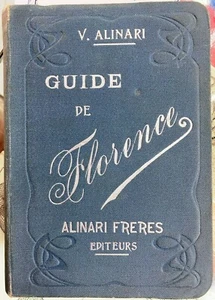 V. ALINARI
GUIDE
DE
Florence
ALINARI FRERES
EDITEURS